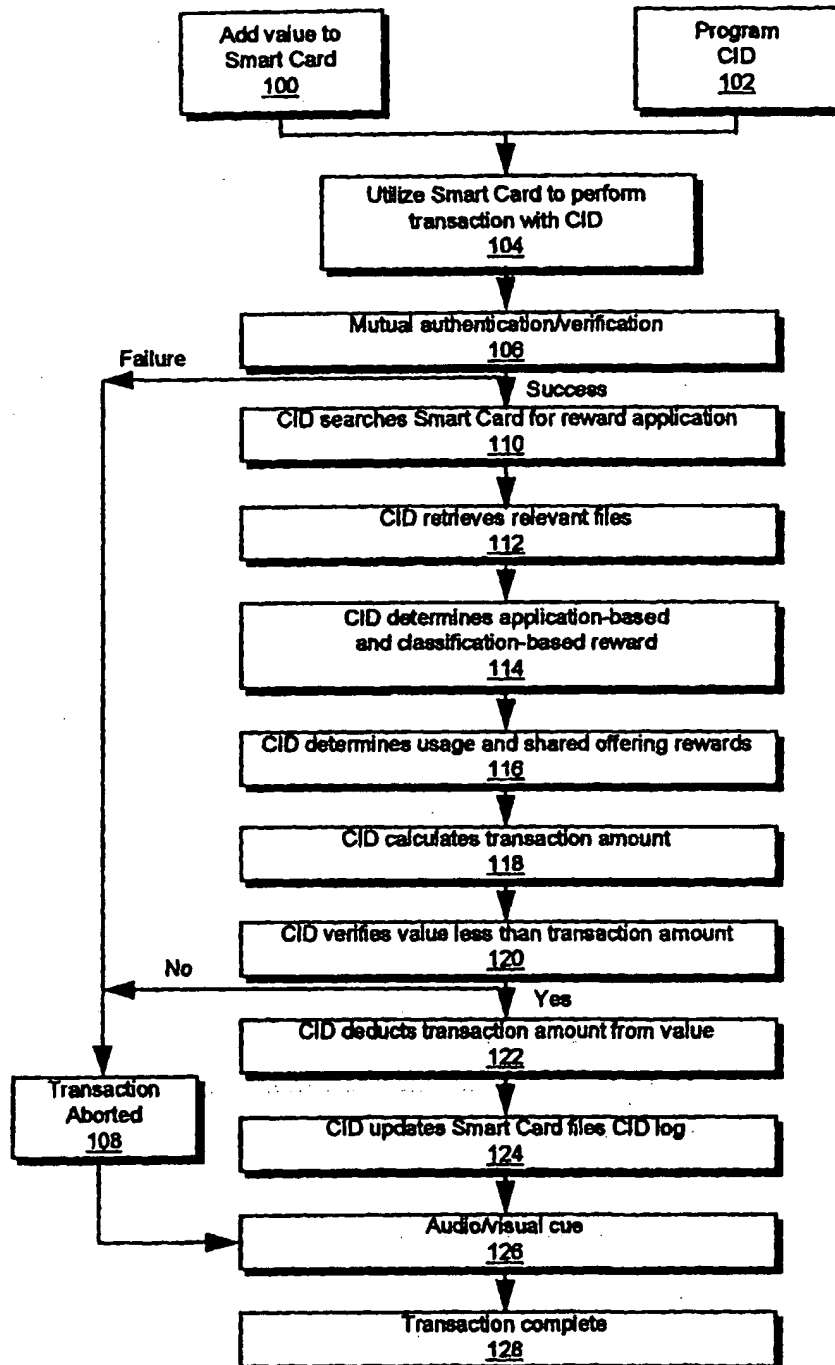 Add value to
Smart Card
100
Program
CID
102
Utilize Smart Card to perform
transaction with CID
104
Mutual authentication/verification
106
Failure
Success
CID searches Smart Card for reward application
110
CID retrieves relevant files
112
CID determines application-based
and classification-based reward
114
CID determines usage and shared offering rewards
116
CID calculates transaction amount
118
CID verifies value less than transaction amount
120
No
Yes
CID deducts transaction amount from value
122
Transaction
Aborted
108
CID updates Smart Card files CID log
124
Audio/visual cue
126
Transaction complete
128